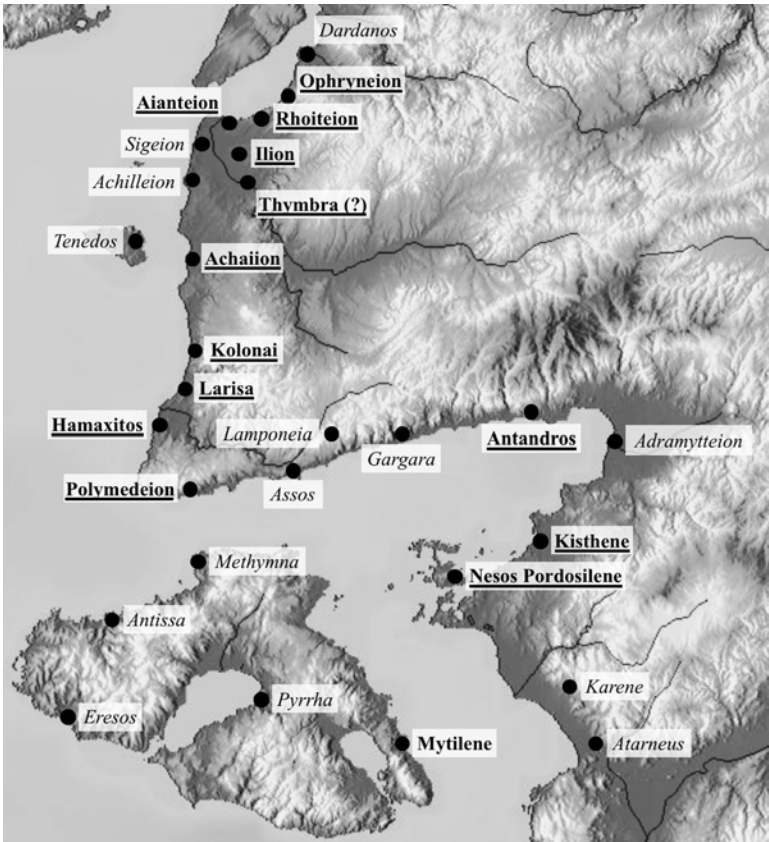 Dardanos
Ophryneion
Aianteion
Rhoiteion
Sigeion
Ilion
Achilleion
Thymbra (?)
Tenedos
Achaiion
Kolonai
Larisa
Hamaxitos
Lamponeia
Antandros
Adramytteion
Gargara
Polymedeion
Assos
Kisthene
Methymna
Nesos Pordosilene
Antissa
Karene
Pyrrha
Eresos
Mytilene
Atarneus